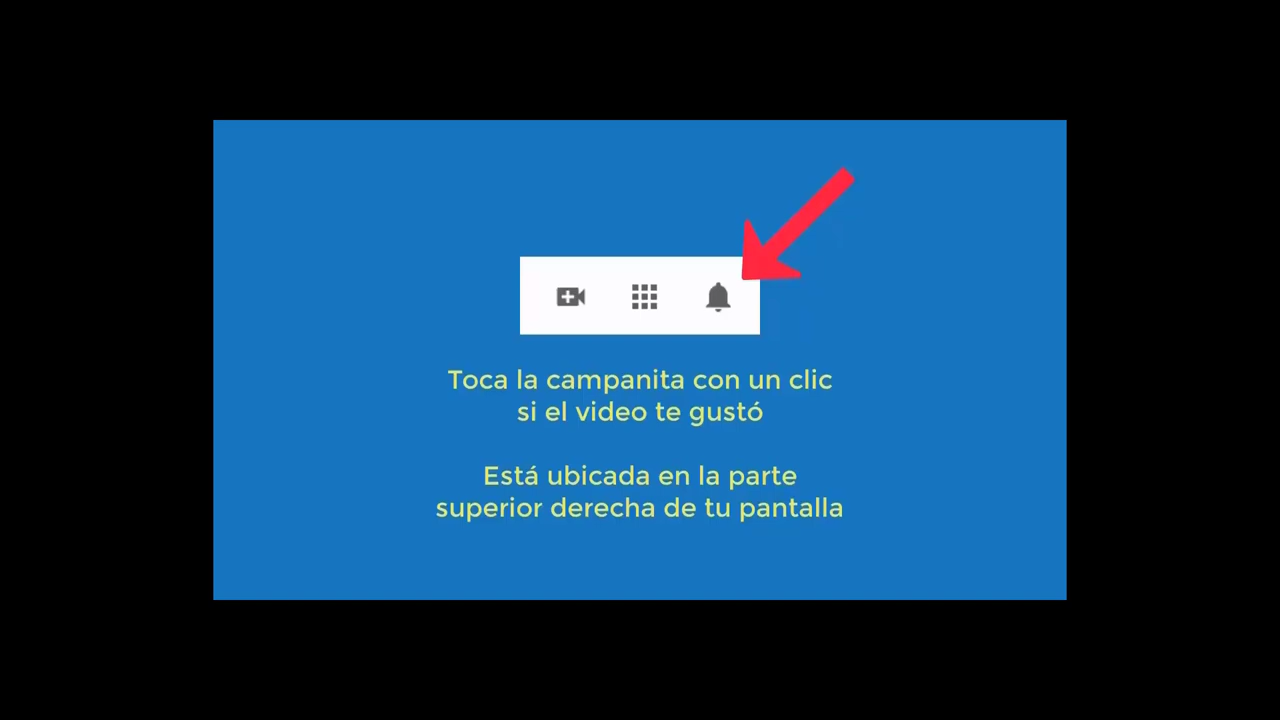 Toca la campanita con un clic
si el video te gustó
Está ubicada en la parte
superior derecha de tu pantalla